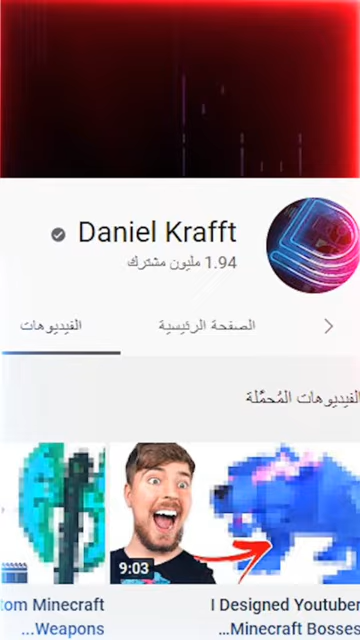 Daniel Krafft
1.94 مليون مشترك
الصفحة الرئيسية
الفيديوهات
الفيديوهات المُحمَّلة
9:03
I Designed Youtuber
Minecraft Bosses...
tom Minecraft
Weapons...